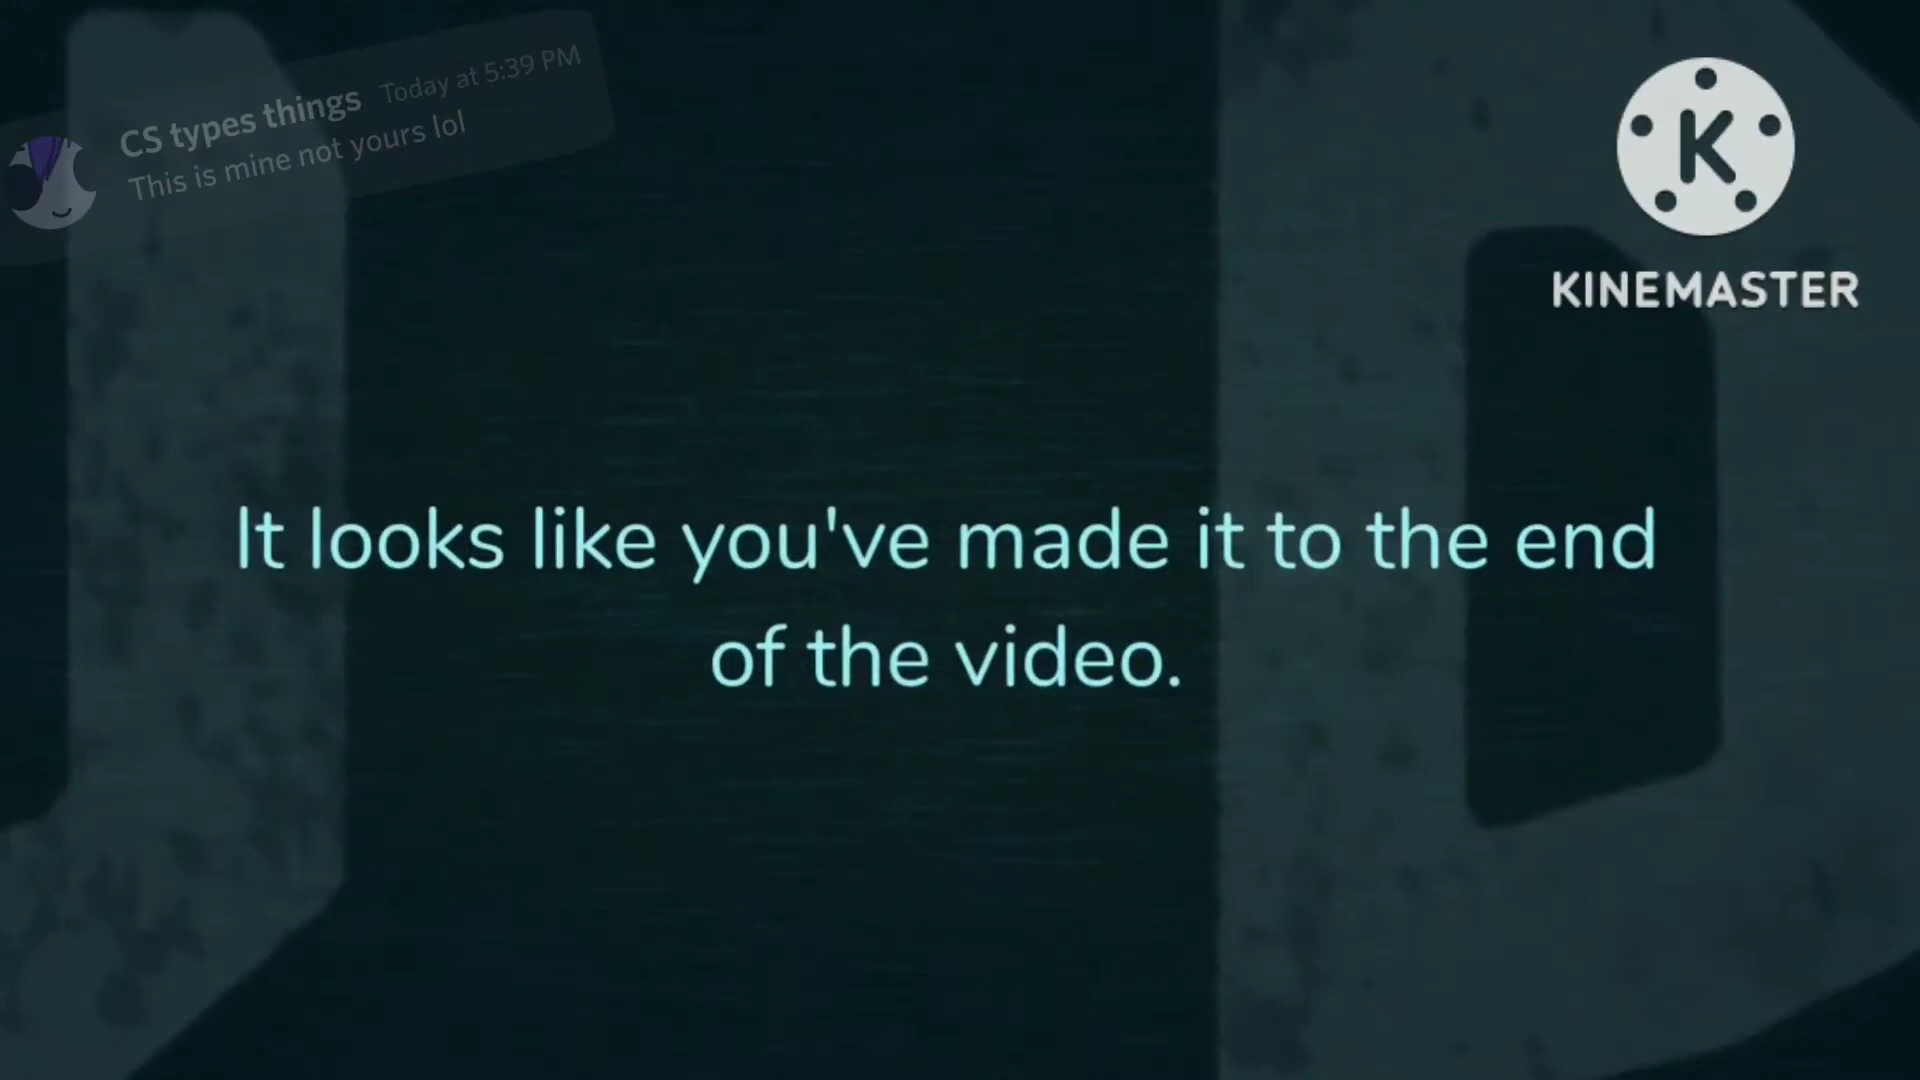 CS types things Today at 5:39 PM
This is mine not yours lol
K
KINEMASTER
It looks like you've made it to the end
of the video.